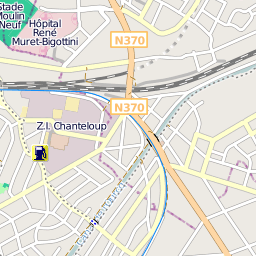 Stade
Moulin
Neuf
Hôpital
René
Muret-Bigottini
N370
N370
Z.I. Chanteloup